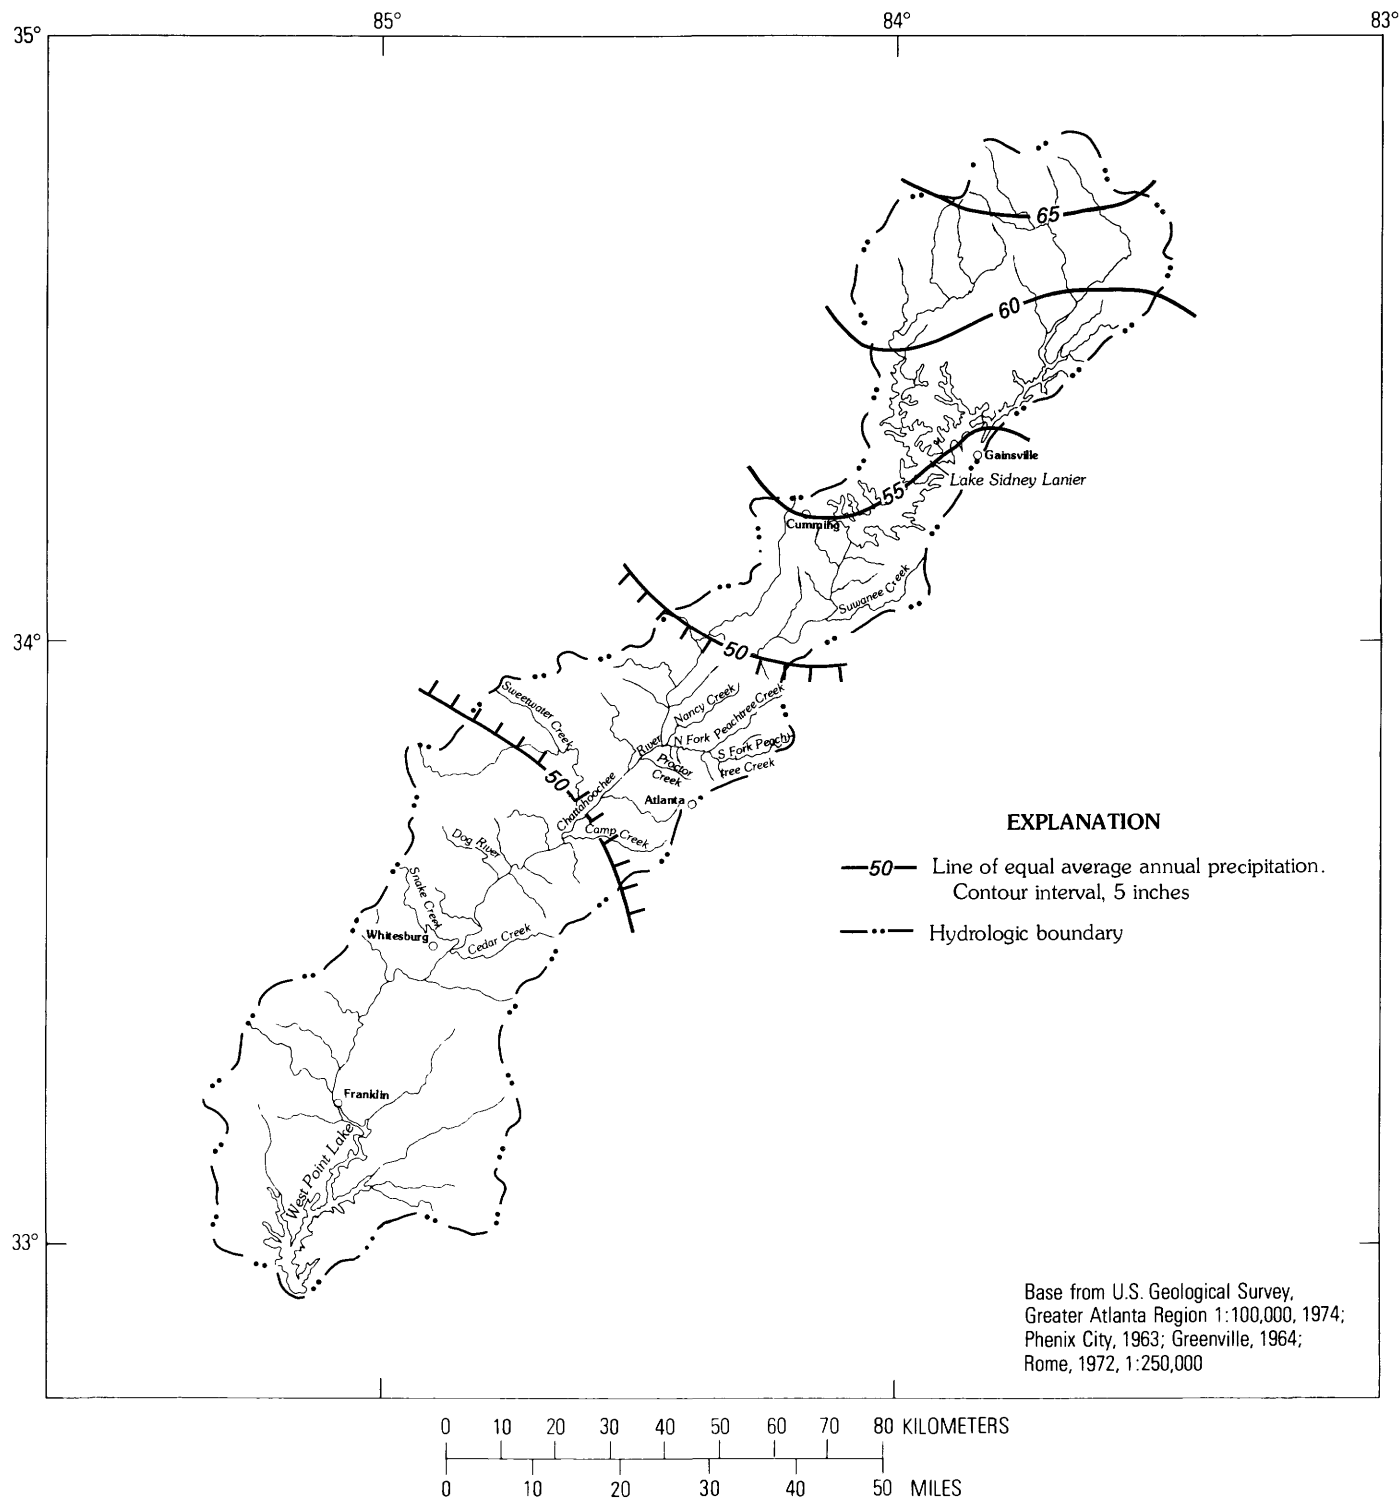 85°
84°
83°
35°
65
60
Gainsville
Lake Sidney Lanier
55
Cumming
Suwanee Creek
34°
50
Sweetwater Creek
Nancy Creek
N Fork Peachtree Creek
S Fork Peach-
tree Creek
River
Proctor
Creek
50
Chattahoochee
Atlanta
Camp Creek
Dog River
Snake Creek
Whitesburg
Cedar Creek
EXPLANATION
50 Line of equal average annual precipitation.
Contour interval, 5 inches
Hydrologic boundary
Franklin
West Point Lake
33°
Base from U.S. Geological Survey,
Greater Atlanta Region 1:100,000, 1974;
Phenix City, 1963; Greenville, 1964;
Rome, 1972, 1:250,000
0 10 20 30 40 50 60 70 80 KILOMETERS
0 10 20 30 40 50 MILES